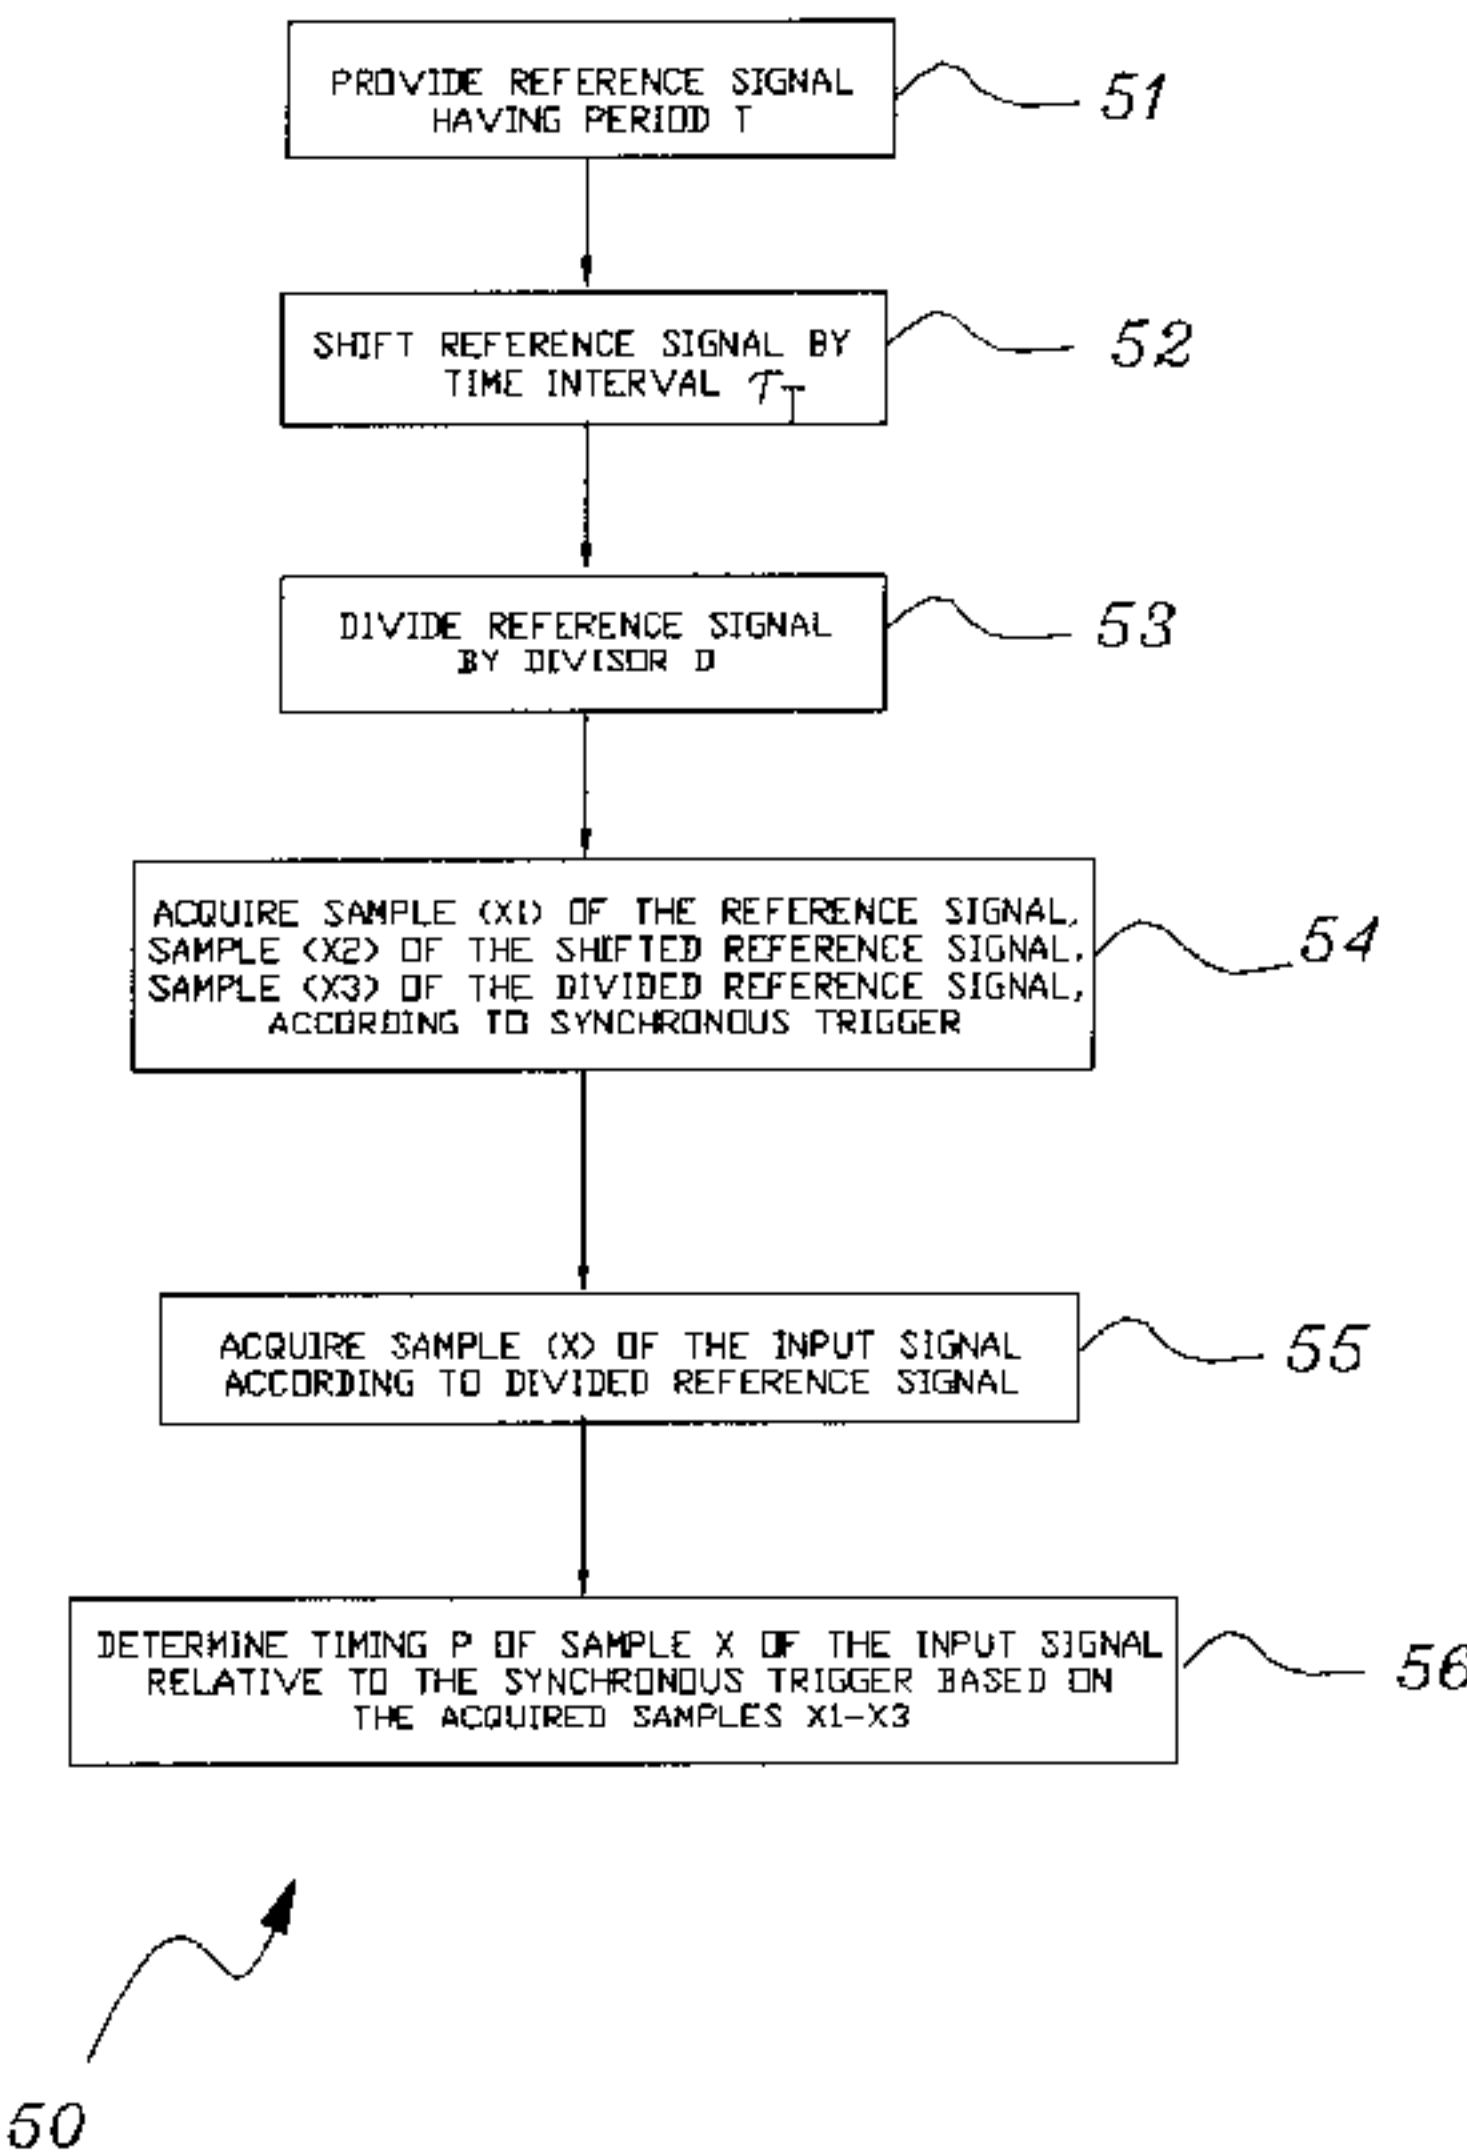 PROVIDE REFERENCE SIGNAL
HAVING PERIOD T
51
SHIFT REFERENCE SIGNAL BY
TIME INTERVAL τT
52
DIVIDE REFERENCE SIGNAL
BY DIVISOR D
53
ACQUIRE SAMPLE (X1) OF THE REFERENCE SIGNAL,
SAMPLE (X2) OF THE SHIFTED REFERENCE SIGNAL,
SAMPLE (X3) OF THE DIVIDED REFERENCE SIGNAL,
ACCORDING TO SYNCHRONOUS TRIGGER
54
ACQUIRE SAMPLE (X) OF THE INPUT SIGNAL
ACCORDING TO DIVIDED REFERENCE SIGNAL
55
DETERMINE TIMING P OF SAMPLE X OF THE INPUT SIGNAL
RELATIVE TO THE SYNCHRONOUS TRIGGER BASED ON
THE ACQUIRED SAMPLES X1-X3
56
50